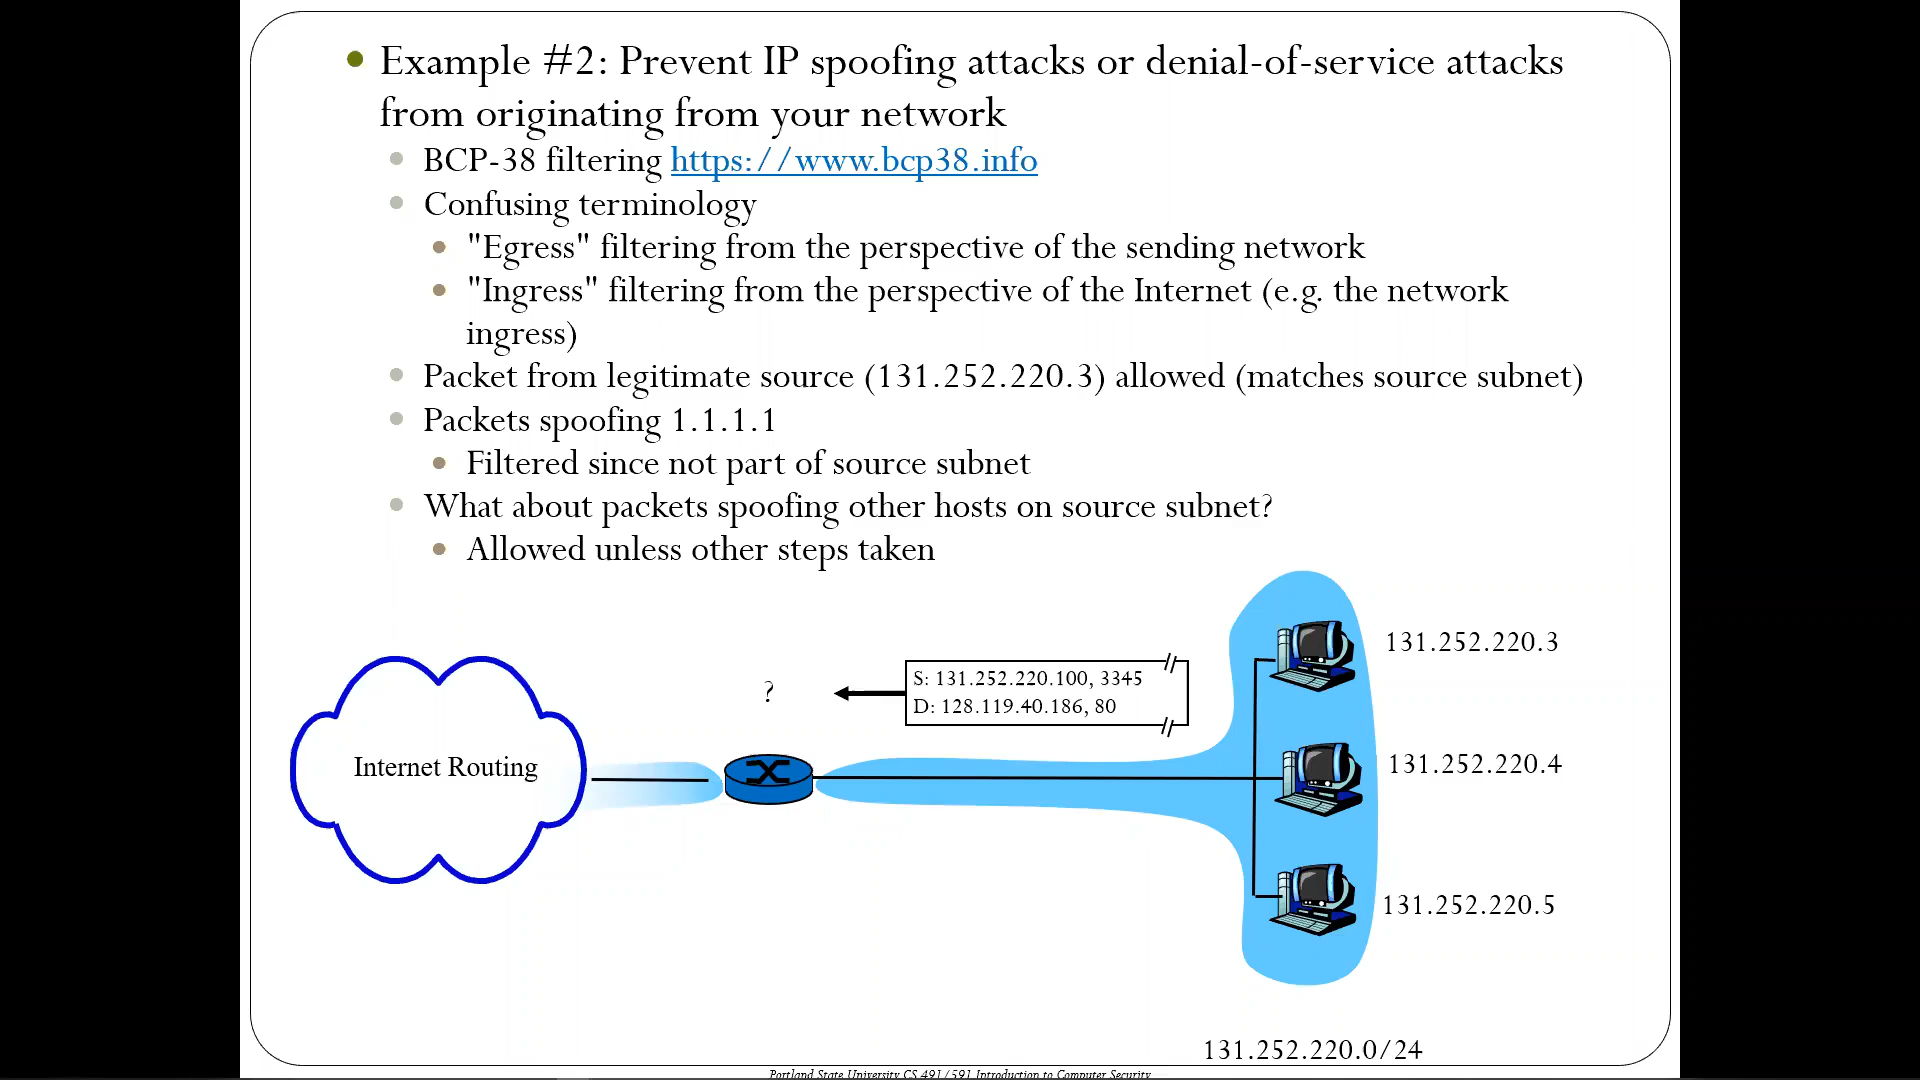 Example #2: Prevent IP spoofing attacks or denial-of-service attacks
from originating from your network
BCP-38 filtering https://www.bcp38.info
Confusing terminology
"Egress" filtering from the perspective of the sending network
"Ingress" filtering from the perspective of the Internet (e.g. the network
ingress)
Packet from legitimate source (131.252.220.3) allowed (matches source subnet)
Packets spoofing 1.1.1.1
Filtered since not part of source subnet
What about packets spoofing other hosts on source subnet?
Allowed unless other steps taken
131.252.220.3
S: 131.252.220.100, 3345
?
D: 128.119.40.186, 80
Internet Routing
131.252.220.4
131.252.220.5
131.252.220.0/24
Portland State University CS 491/591 Introduction to Computer Security